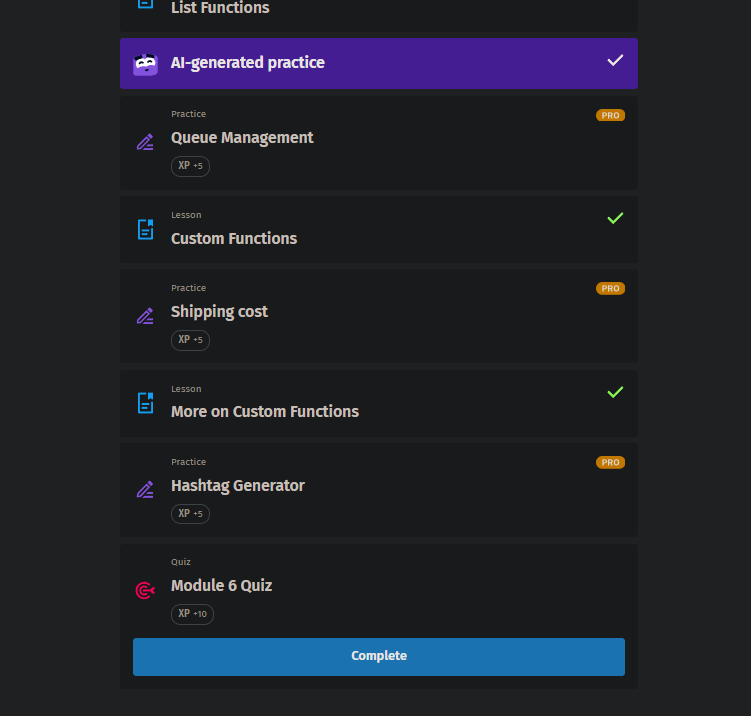 List Functions
AI-generated practice
Practice
PRO
Queue Management
XP +5
Lesson
Custom Functions
Practice
PRO
Shipping cost
XP +5
Lesson
More on Custom Functions
Practice
PRO
Hashtag Generator
XP +5
Quiz
Module 6 Quiz
XP +10
Complete